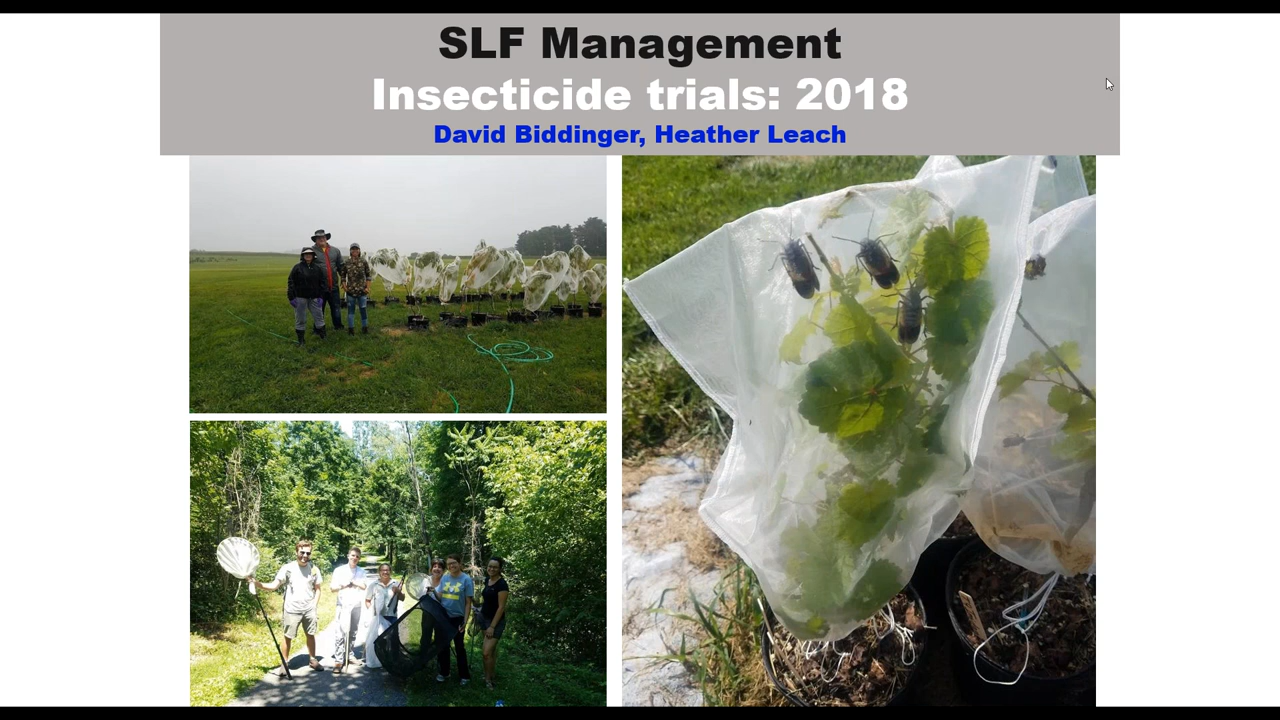 SLF Management
Insecticide trials: 2018
David Biddinger, Heather Leach